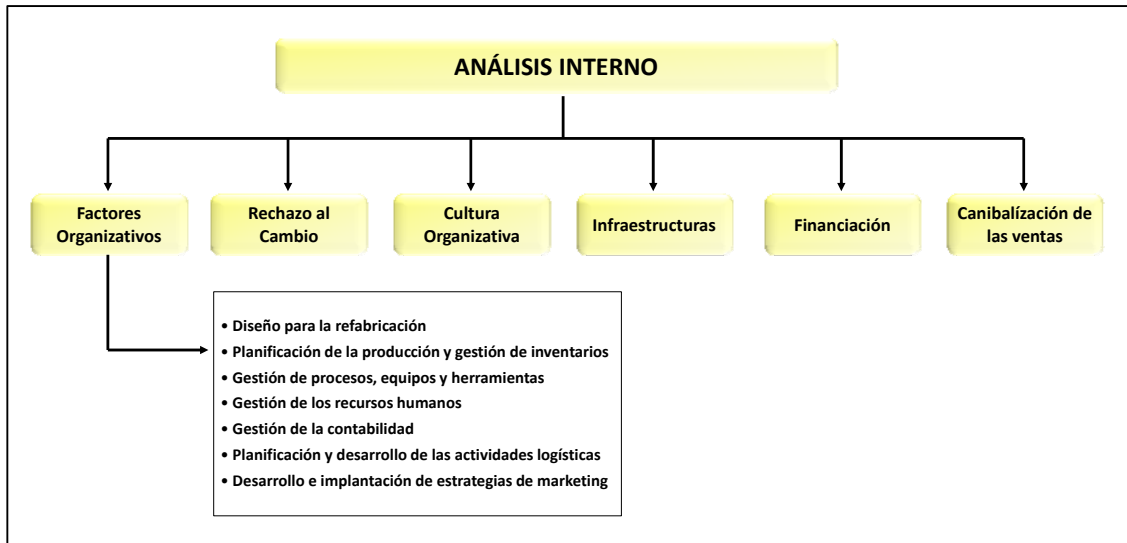 ANÁLISIS INTERNO
Factores
Organizativos
Rechazo al
Cambio
Cultura
Organizativa
Infraestructuras
Financiación
Canibalízación de
las ventas
• Diseño para la refabricación
• Planificación de la producción y gestión de inventarios
• Gestión de procesos, equipos y herramientas
• Gestión de los recursos humanos
• Gestión de la contabilidad
• Planificación y desarrollo de las actividades logísticas
• Desarrollo e implantación de estrategias de marketing